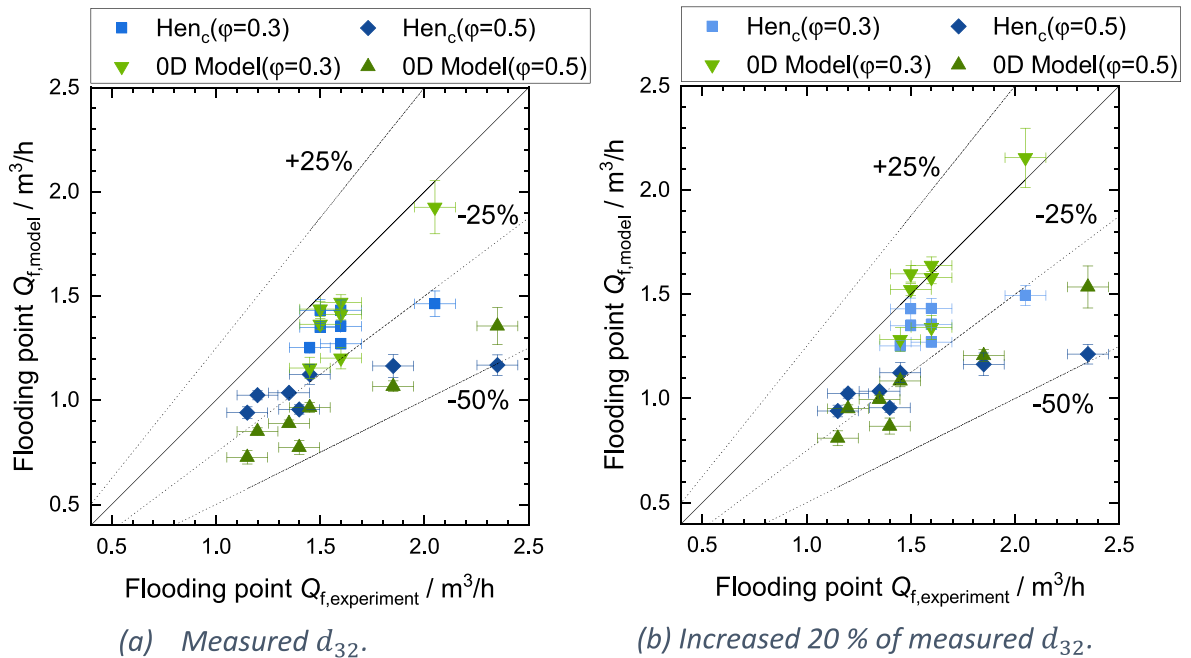 Hen_c(φ=0.3) Hen_c(φ=0.5)
0D Model(φ=0.3) 0D Model(φ=0.5)
2.5
2.0
1.5
1.0
0.5
Flooding point Q_f,model / m³/h
+25%
-25%
-50%
0.5 1.0 1.5 2.0 2.5
Flooding point Q_f,experiment / m³/h
(a) Measured d₃₂.
Hen_c(φ=0.3) Hen_c(φ=0.5)
0D Model(φ=0.3) 0D Model(φ=0.5)
2.5
2.0
1.5
1.0
0.5
Flooding point Q_f,model / m³/h
+25%
-25%
-50%
0.5 1.0 1.5 2.0 2.5
Flooding point Q_f,experiment / m³/h
(b) Increased 20 % of measured d₃₂.